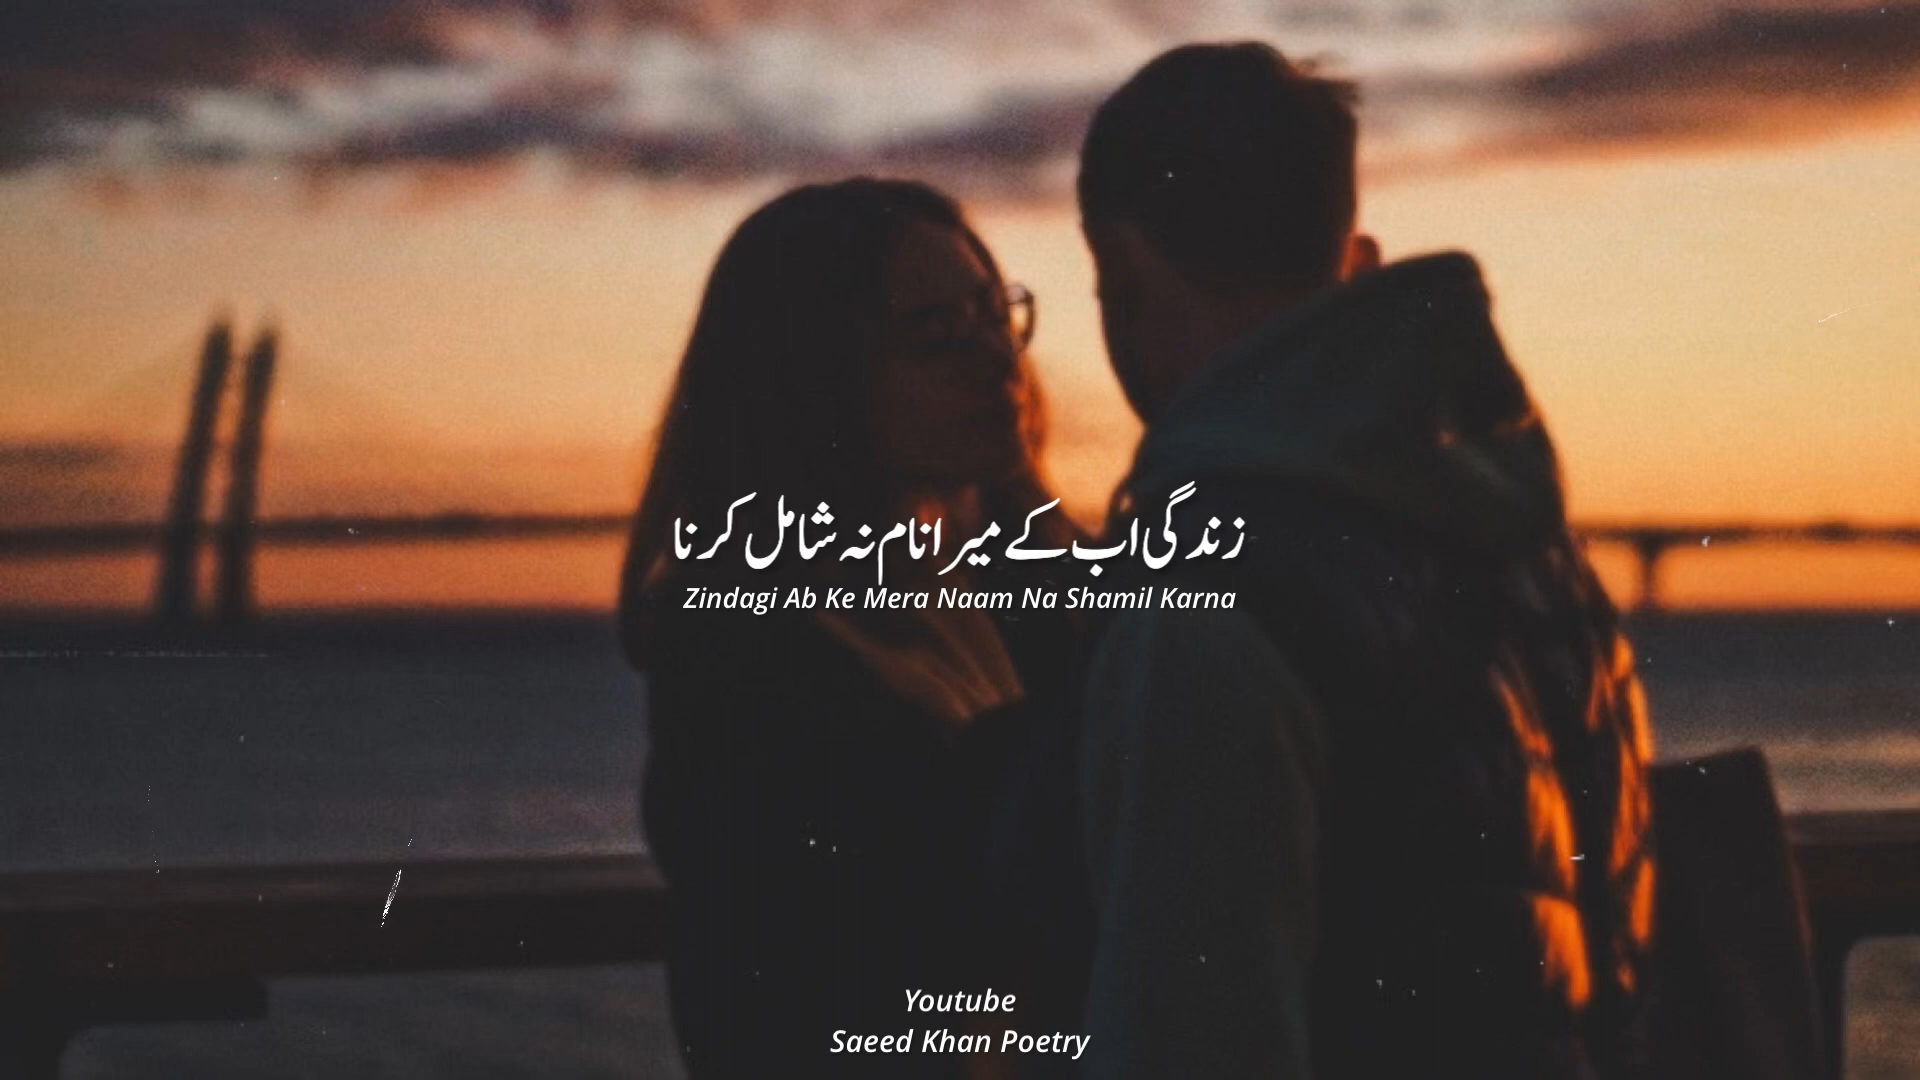 زندگی اب کے میرا نام نہ شامل کرنا
Zindagi Ab Ke Mera Naam Na Shamil Karna
Youtube
Saeed Khan Poetry